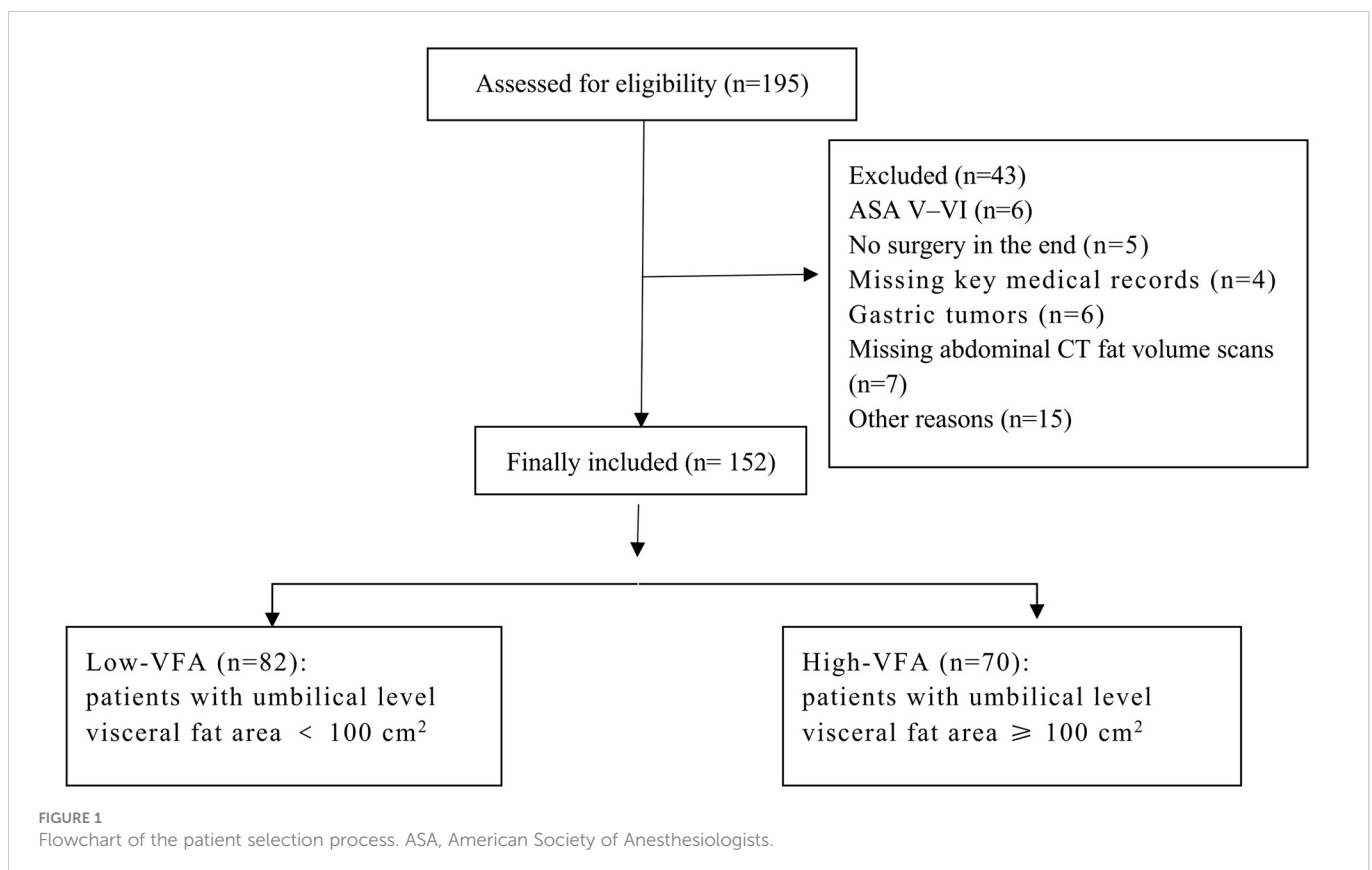 Assessed for eligibility (n=195)
Excluded (n=43)
ASA V–VI (n=6)
No surgery in the end (n=5)
Missing key medical records (n=4)
Gastric tumors (n=6)
Missing abdominal CT fat volume scans
(n=7)
Other reasons (n=15)
Finally included (n= 152)
Low-VFA (n=82):
patients with umbilical level
visceral fat area < 100 cm²
High-VFA (n=70):
patients with umbilical level
visceral fat area ⩾ 100 cm²
FIGURE 1
Flowchart of the patient selection process. ASA, American Society of Anesthesiologists.